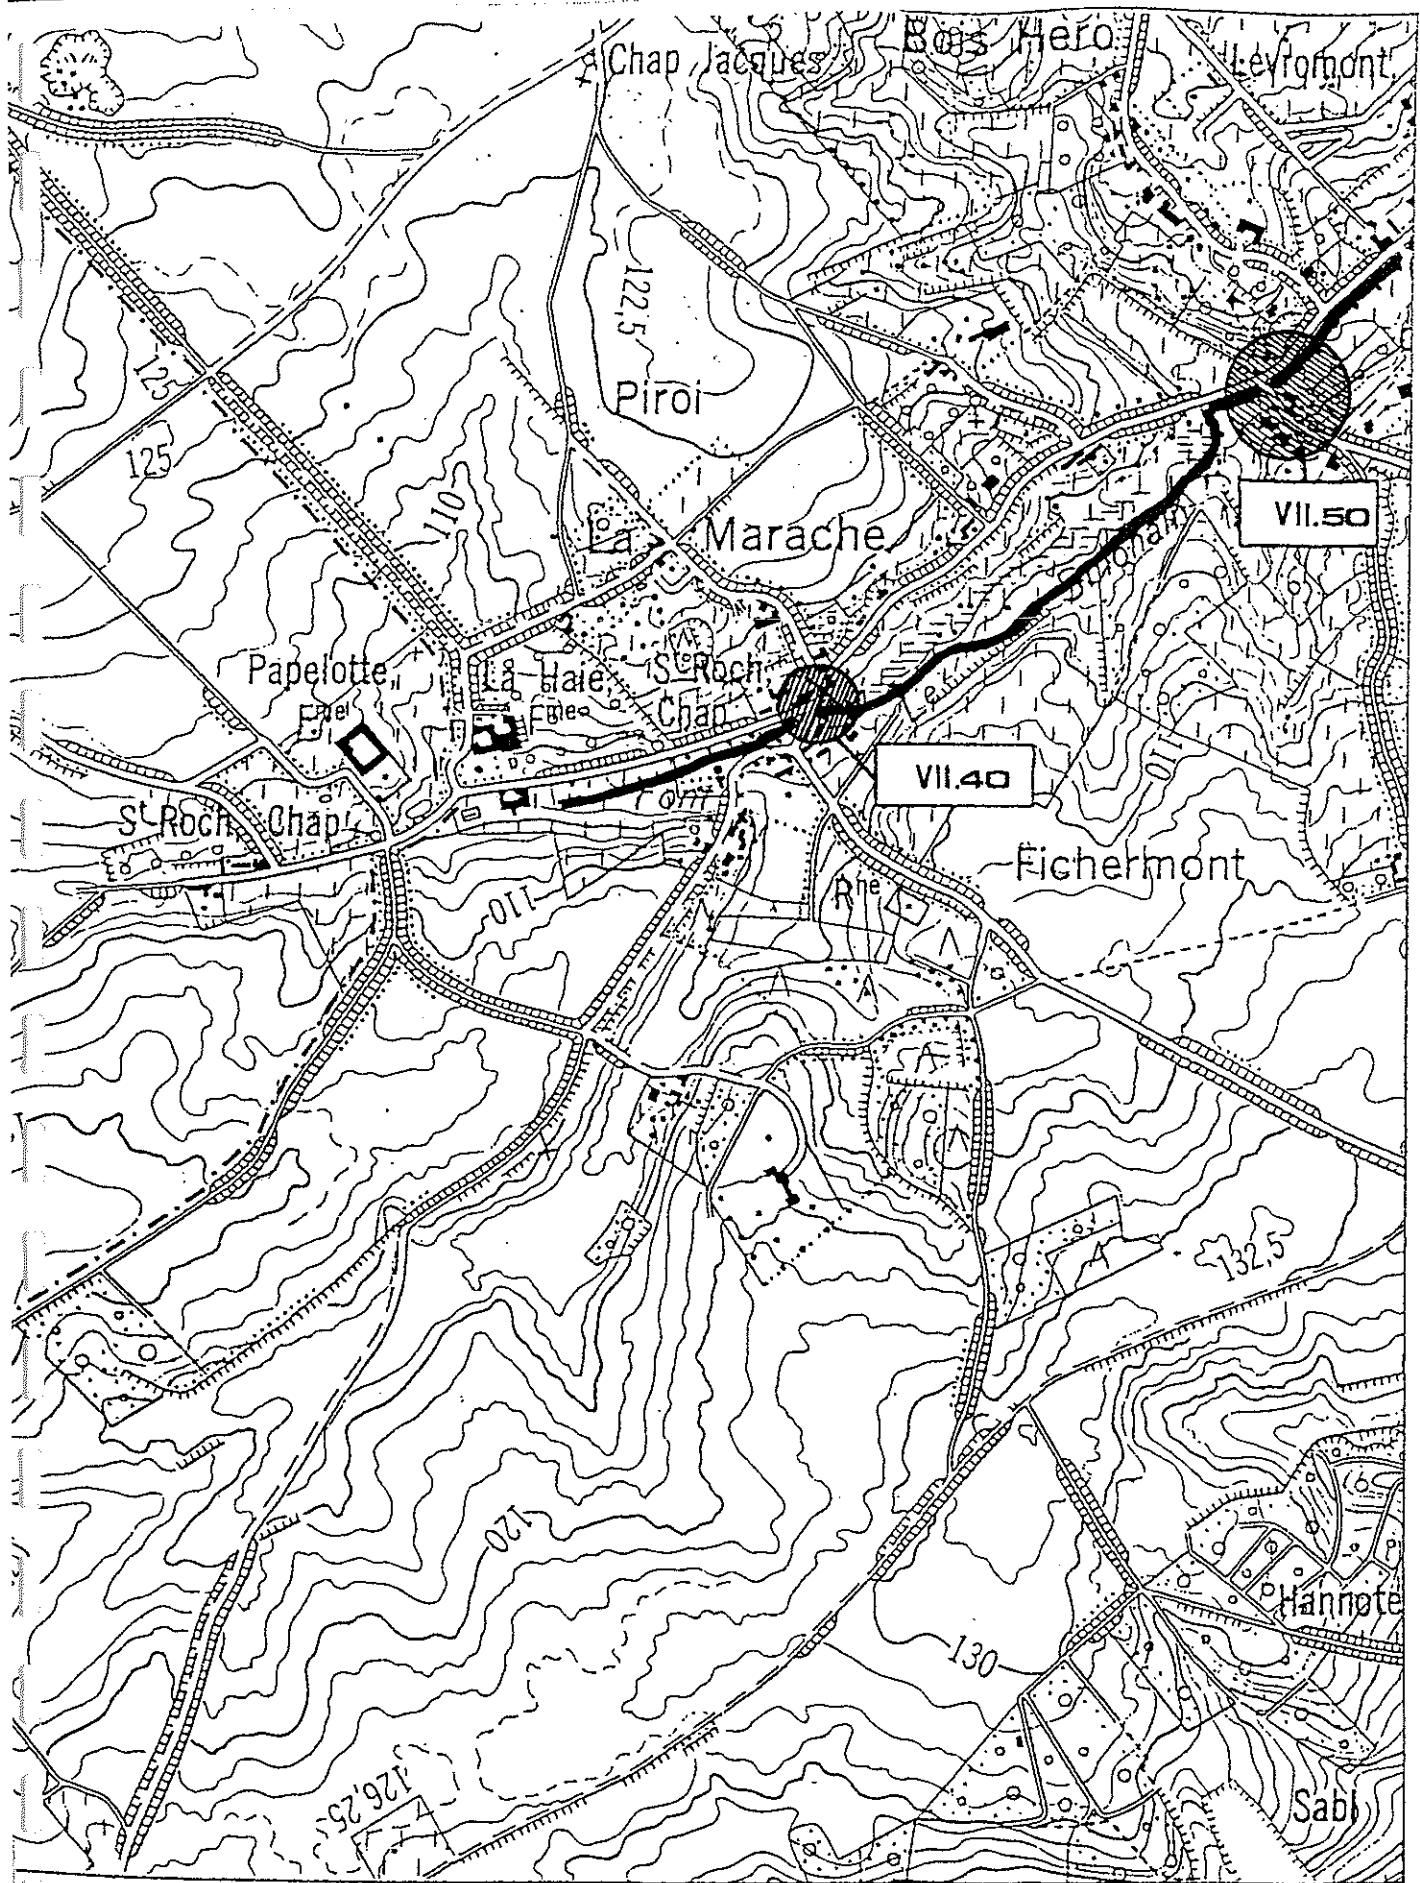 Bois Hero
Chap Jacques
Levromont
122,5
Piroi
125
125
110
VII.50
La Marache
Papelotte
Fme
La Haie
Fme
St Roch
Chap
VII.40
110
St Roch Chap
Fichermont
110
Rne
132,5
120
Hannote
130
126,25
Sabl